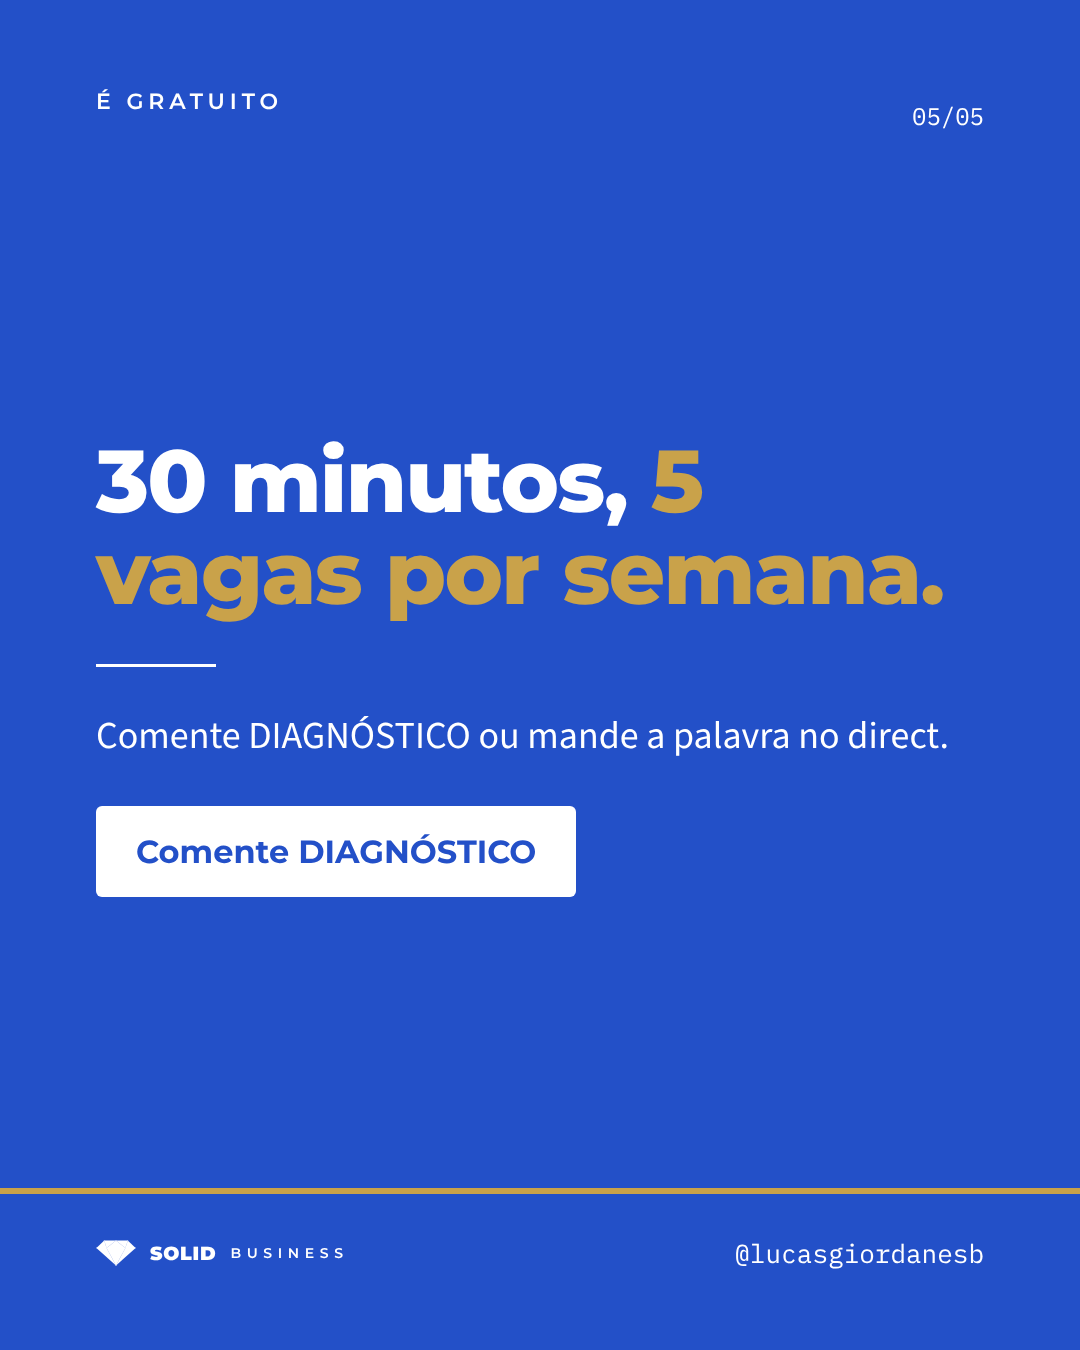 É GRATUITO
05/05
30 minutos, 5
vagas por semana.
Comente DIAGNÓSTICO ou mande a palavra no direct.
Comente DIAGNÓSTICO
SOLID BUSINESS
@lucasgiordanesb